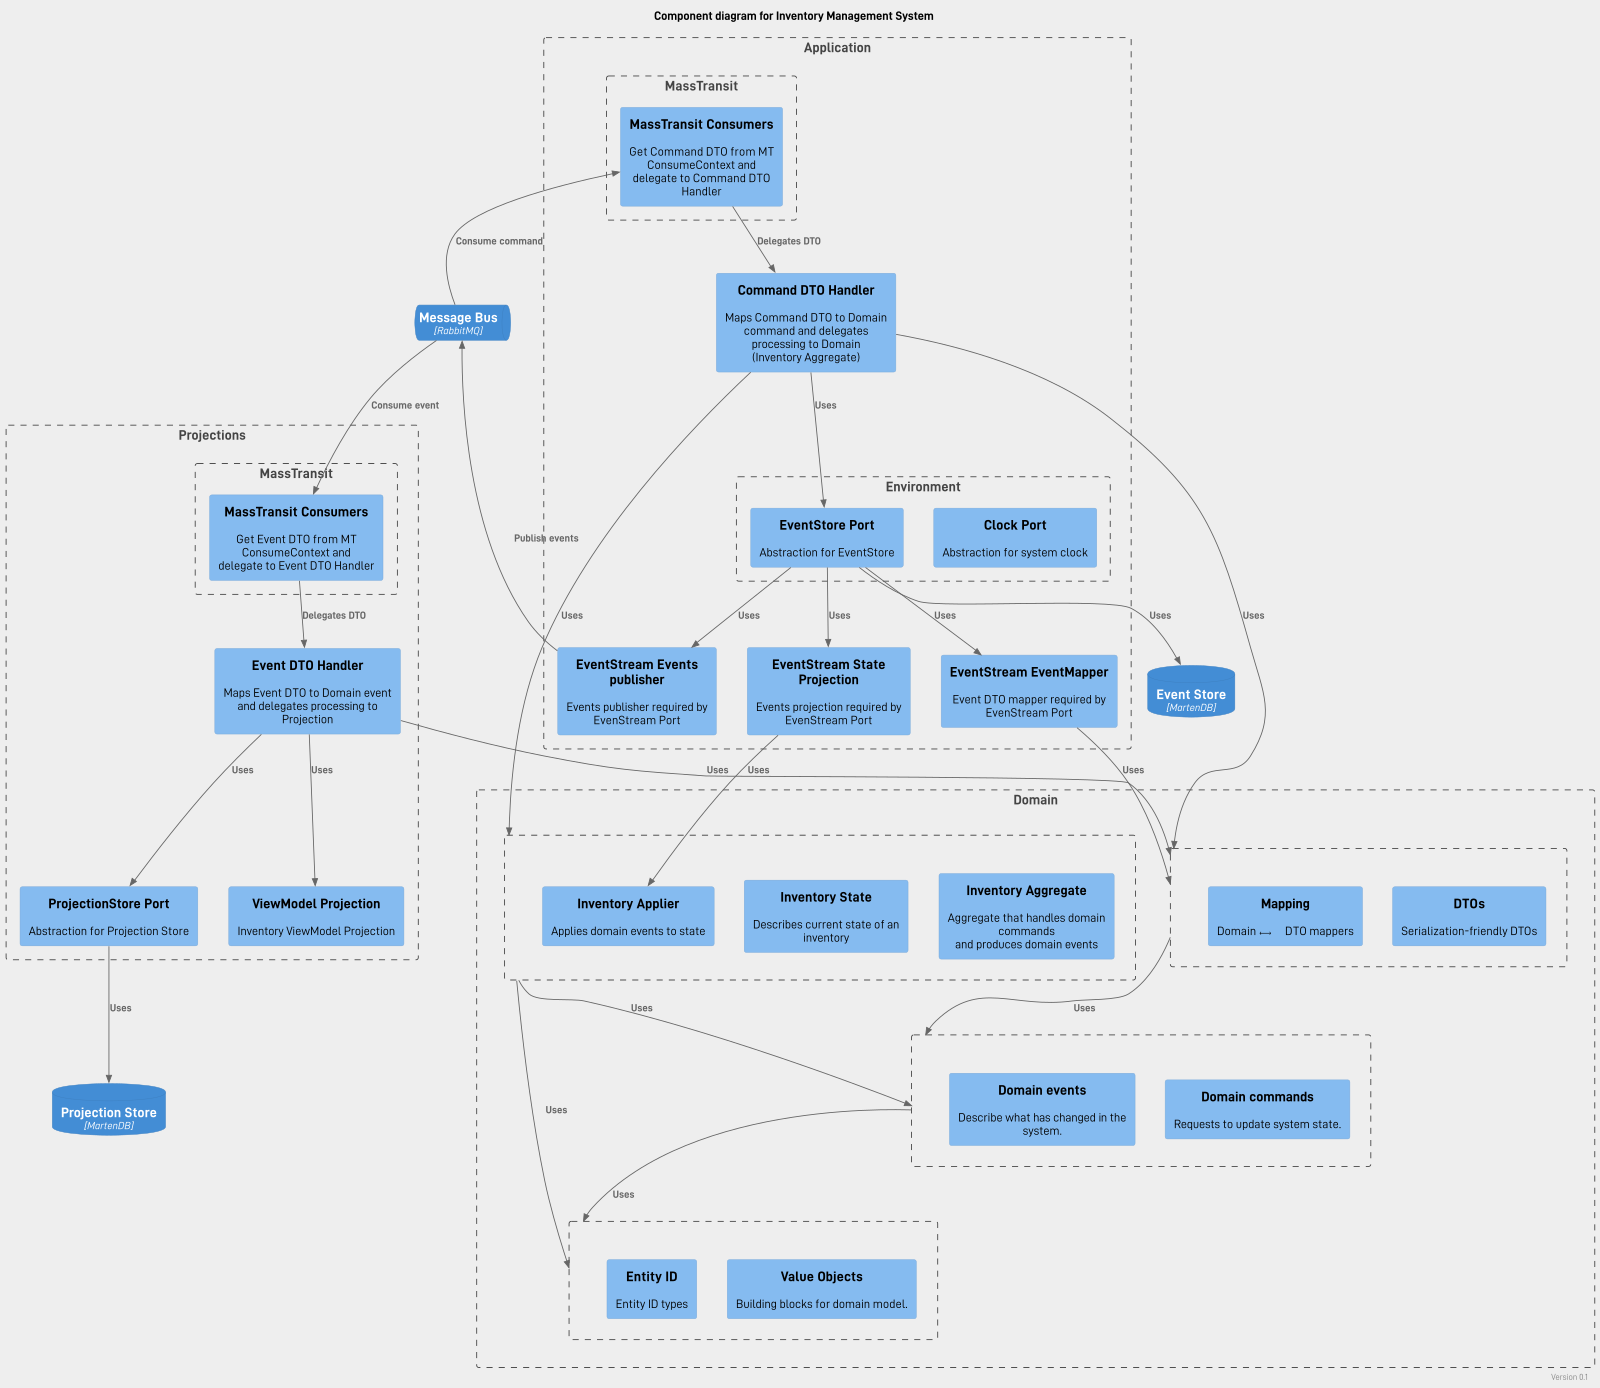 Component diagram for Inventory Management System
Application
MassTransit
MassTransit Consumers
Get Command DTO from MT
ConsumeContext and
delegate to Command DTO
Handler
Consume command
Delegates DTO
Command DTO Handler
Maps Command DTO to Domain
command and delegates
processing to Domain
(Inventory Aggregate)
Message Bus
[RabbitMQ]
Consume event
Uses
Projections
MassTransit
MassTransit Consumers
Get Event DTO from MT
ConsumeContext and
delegate to Event DTO Handler
Publish events
Environment
EventStore Port
Abstraction for EventStore
Clock Port
Abstraction for system clock
Delegates DTO
Uses
Uses
Uses
Uses
Uses
Uses
Event DTO Handler
Maps Event DTO to Domain event
and delegates processing to
Projection
EventStream Events
publisher
Events publisher required by
EvenStream Port
EventStream State
Projection
Events projection required by
EvenStream Port
EventStream EventMapper
Event DTO mapper required by
EvenStream Port
Event Store
[MartenDB]
Uses
Uses
Uses
Uses
Uses
Domain
ProjectionStore Port
Abstraction for Projection Store
ViewModel Projection
Inventory ViewModel Projection
Inventory Applier
Applies domain events to state
Inventory State
Describes current state of an
inventory
Inventory Aggregate
Aggregate that handles domain
commands
and produces domain events
Mapping
Domain ⟷ DTO mappers
DTOs
Serialization-friendly DTOs
Uses
Uses
Uses
Projection Store
[MartenDB]
Uses
Domain events
Describe what has changed in the
system.
Domain commands
Requests to update system state.
Uses
Entity ID
Entity ID types
Value Objects
Building blocks for domain model.
Version 0.1